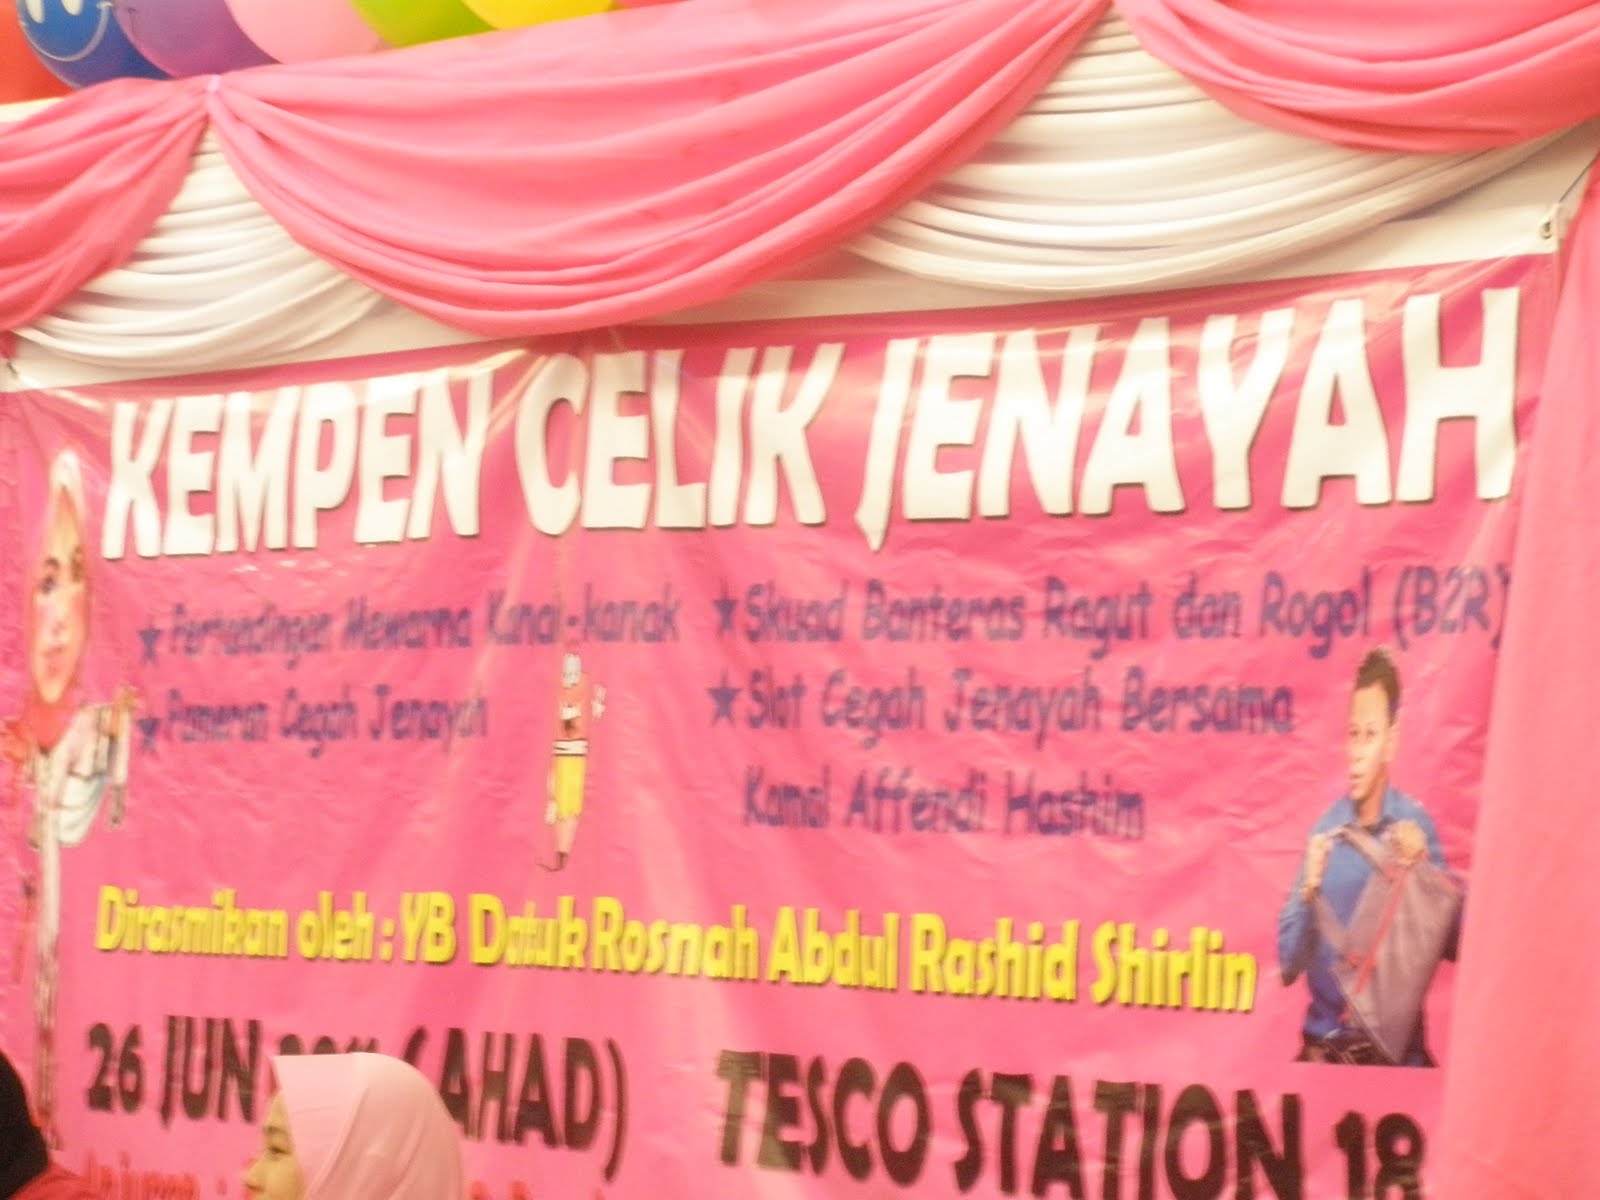 KEMPEN CELIK JENAYAH
★ Pertandingan Mewarna Kanak-kanak
★ Pameran Cegah Jenayah
★ Skuad Banteras Ragut dan Rogol (B2R)
★ Slot Cegah Jenayah Bersama
Kamal Affendi Hashim
Dirasmikan oleh : YB Datuk Rosnah Abdul Rashid Shirlin
26 JUN 2011 (AHAD)
TESCO STATION 18